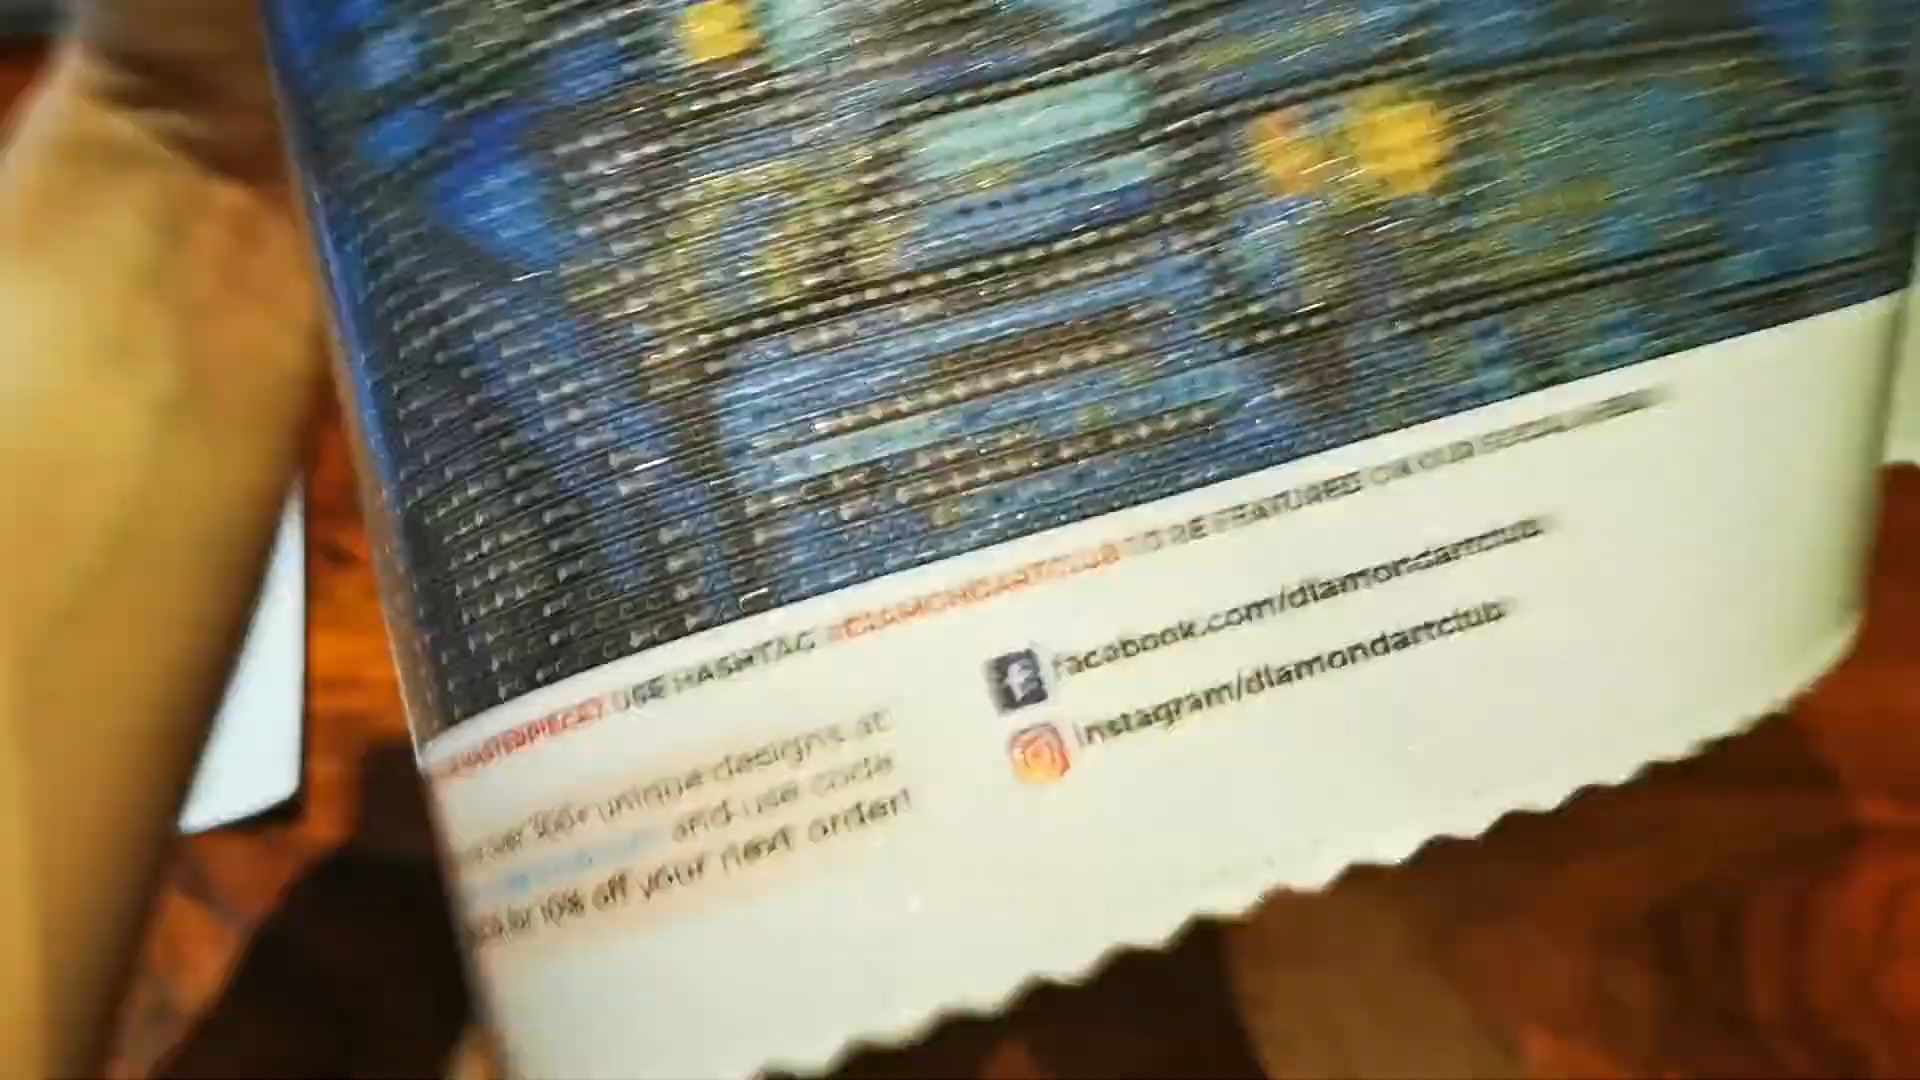 MASTERPIECE? USE HASHTAG #DIAMONDARTCLUB TO BE FEATURED ON OUR
unique designs at
and use code
for 10% off your next order!
facebook.com/diamondartclub
instagram/diamondartclub